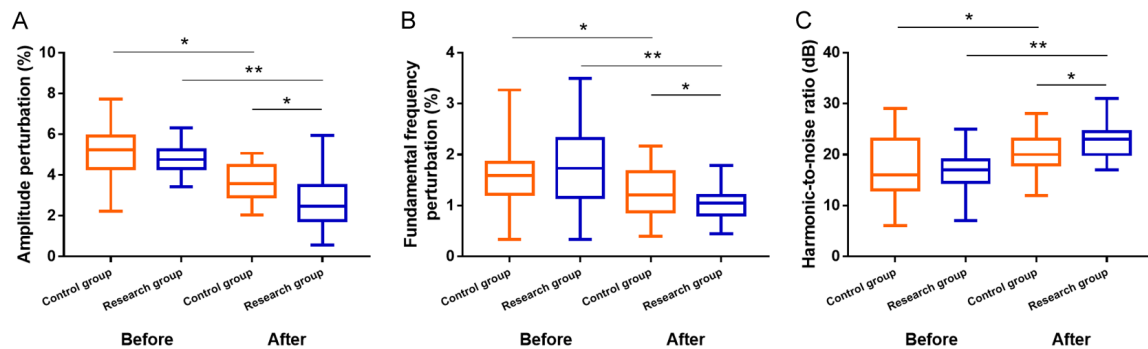 A
Amplitude perturbation (%)
10
8
6
4
2
0
*
**
*
Control group
Research group
Control group
Research group
Before
After
B
Fundamental frequency
perturbation (%)
4
3
2
1
0
*
**
*
Control group
Research group
Control group
Research group
Before
After
C
Harmonic-to-noise ratio (dB)
40
30
20
10
0
*
**
*
Control group
Research group
Control group
Research group
Before
After